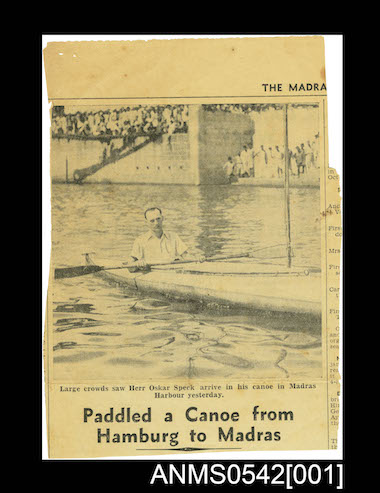 THE MADRA
Large crowds saw Herr Oskar Speck arrive in his canoe in Madras
Harbour yesterday.
Paddled a Canoe from
Hamburg to Madras
ANMS0542[001]